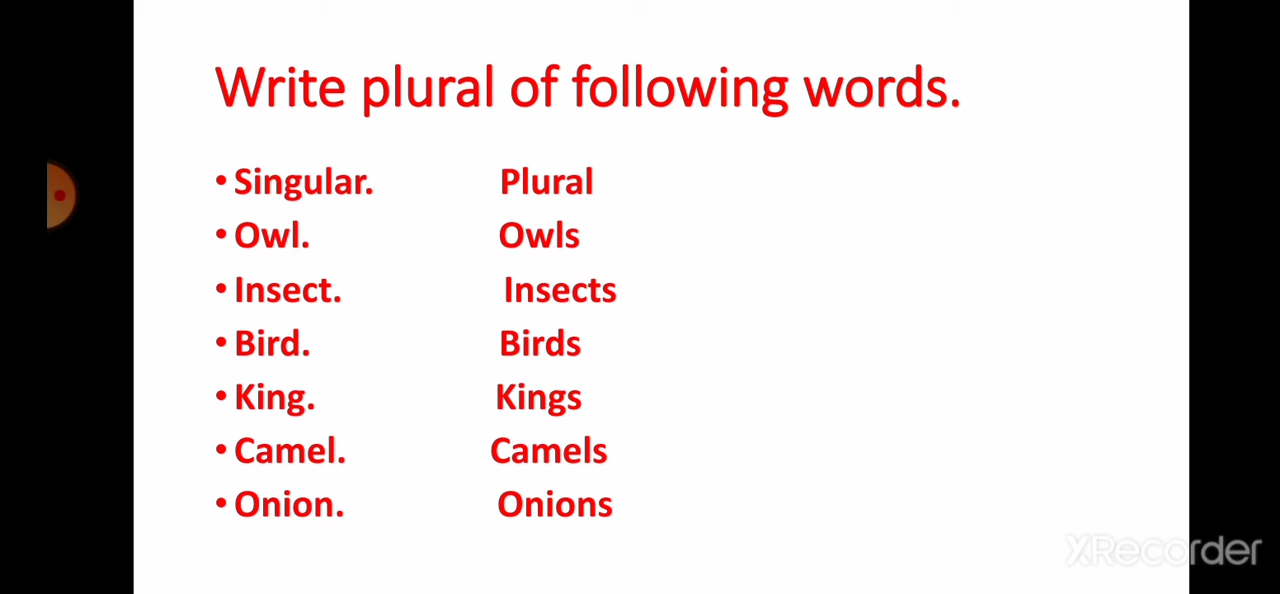 Write plural of following words.
• Singular. Plural
• Owl. Owls
• Insect. Insects
• Bird. Birds
• King. Kings
• Camel. Camels
• Onion. Onions
XRecorder